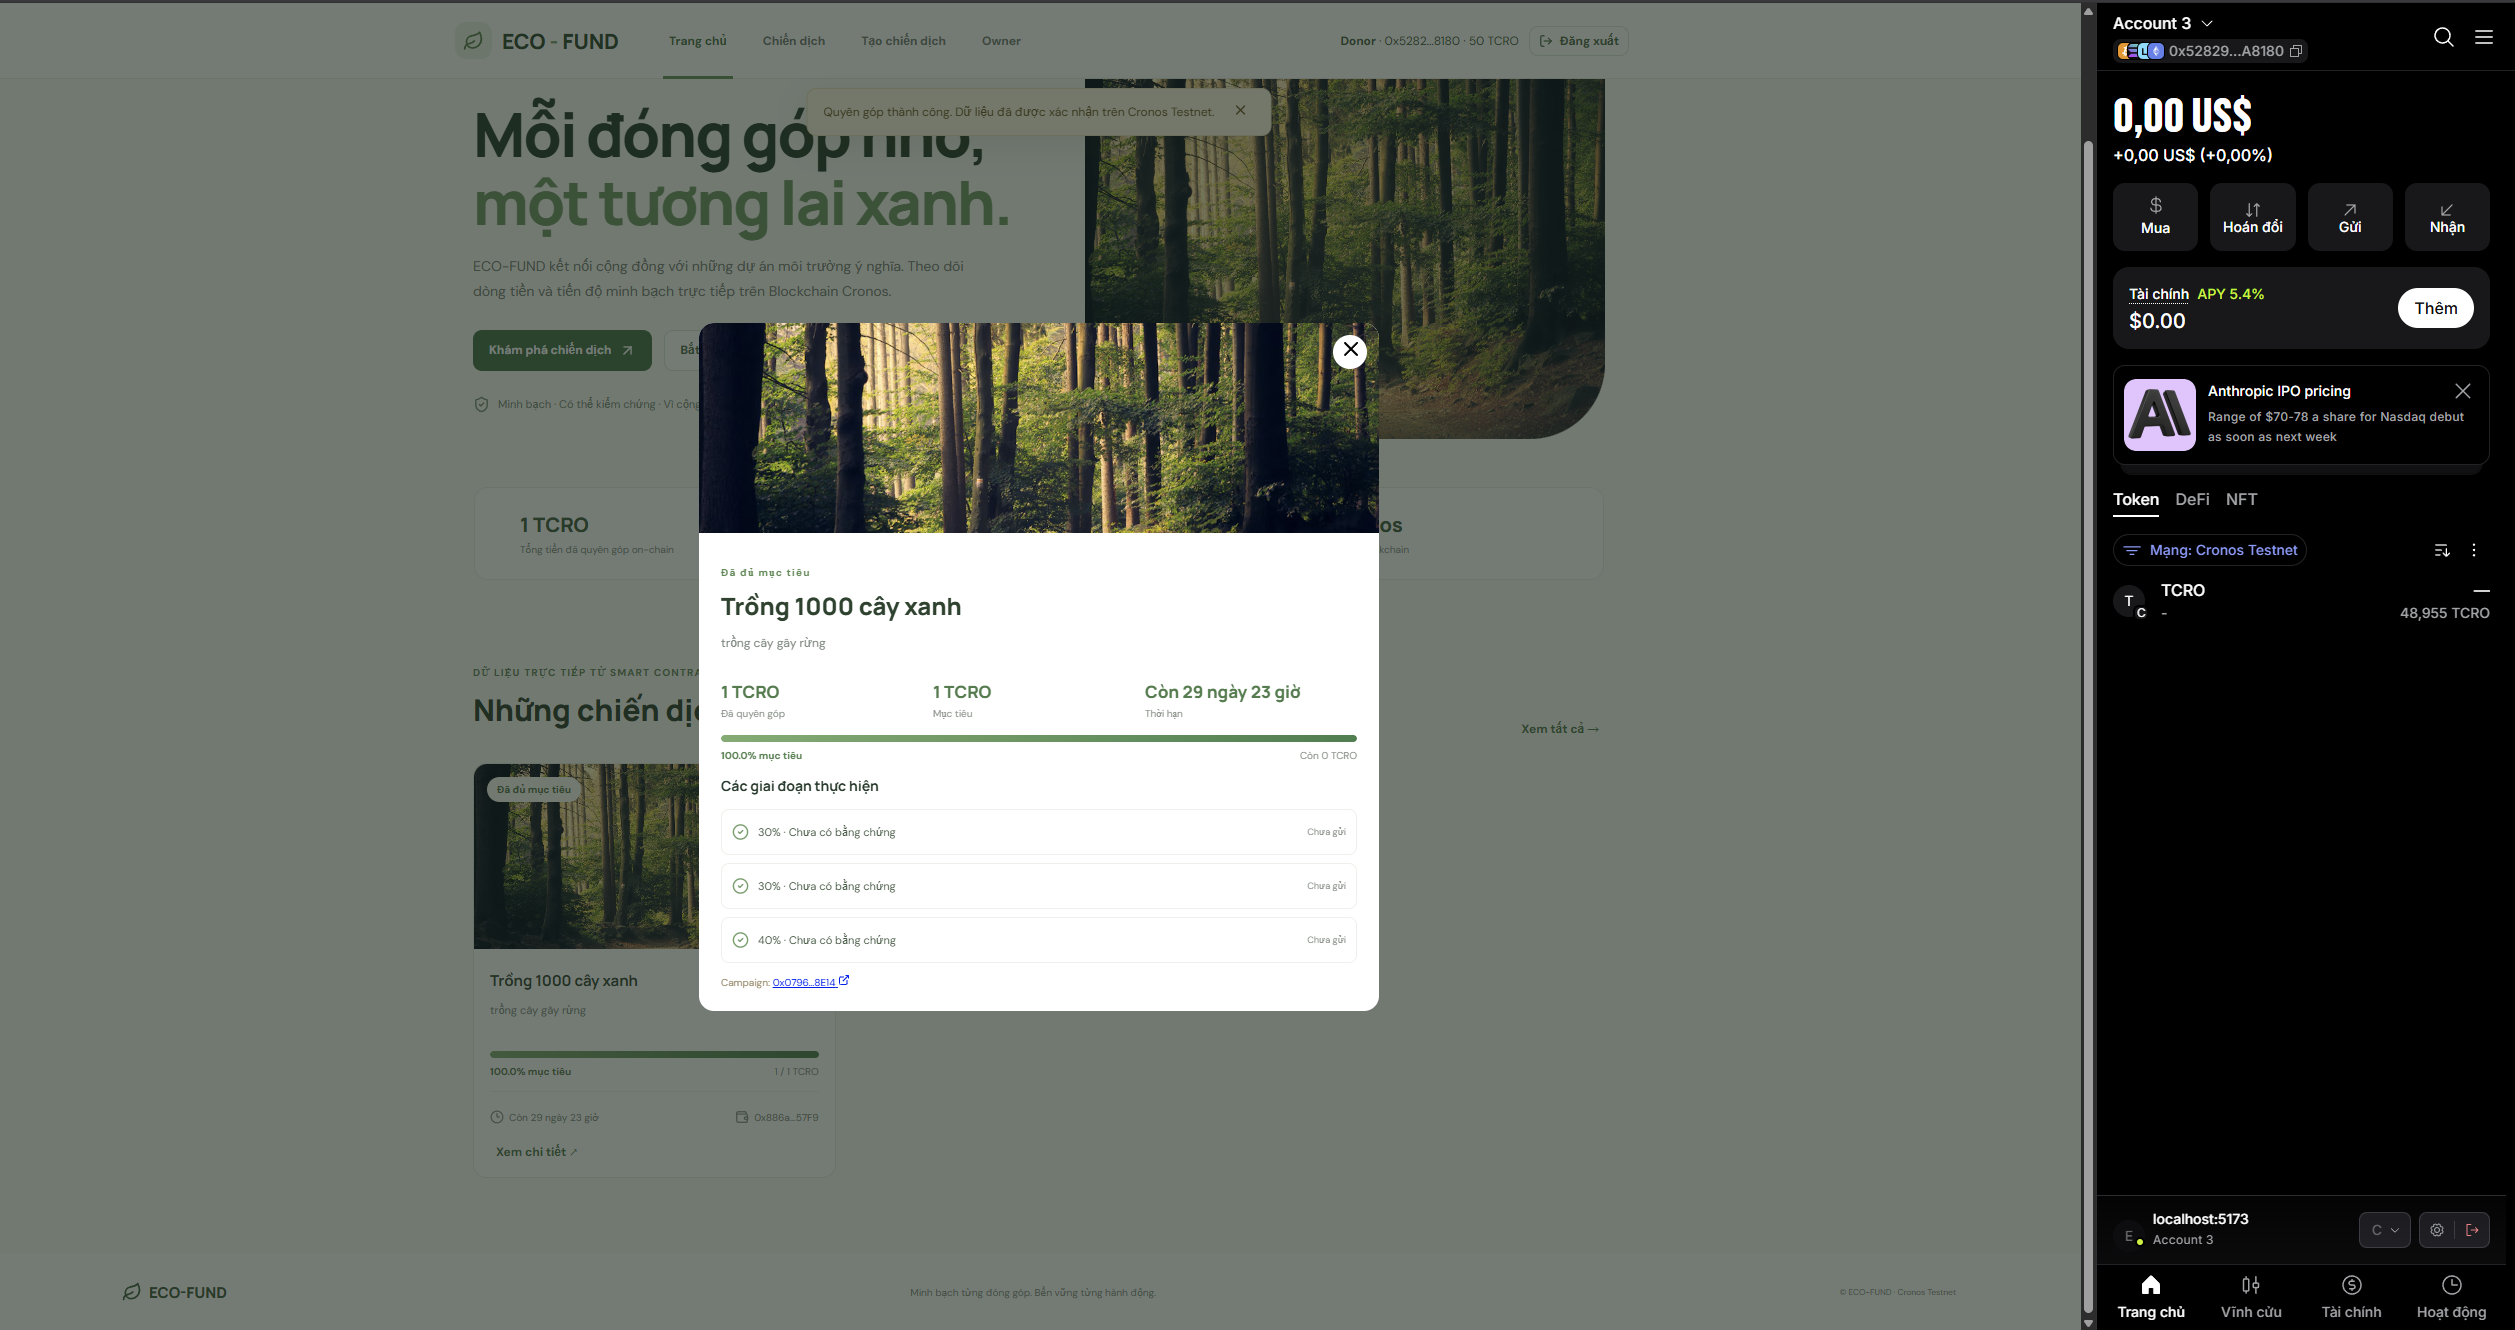 ECO - FUND
Trang chủ
Chiến dịch
Tạo chiến dịch
Owner
Donor · 0x5282...8180 · 50 TCRO
Đăng xuất
Quyên góp thành công. Dữ liệu đã được xác nhận trên Cronos Testnet.
Mỗi đóng góp nhỏ,
một tương lai xanh.
ECO-FUND kết nối cộng đồng với những dự án môi trường ý nghĩa. Theo dõi
dòng tiền và tiến độ minh bạch trực tiếp trên Blockchain Cronos.
Khám phá chiến dịch
Bắt
Minh bạch · Có thể kiểm chứng · Vì cộng
1 TCRO
Tổng tiền đã quyên góp on-chain
os
kchain
DỮ LIỆU TRỰC TIẾP TỪ SMART CONTRA
Những chiến dịc
Xem tất cả →
Đã đủ mục tiêu
Trồng 1000 cây xanh
trồng cây gây rừng
100.0% mục tiêu
1 / 1 TCRO
Còn 29 ngày 23 giờ
0x886a...57F9
Xem chi tiết ↗
Đã đủ mục tiêu
Trồng 1000 cây xanh
trồng cây gây rừng
1 TCRO
Đã quyên góp
1 TCRO
Mục tiêu
Còn 29 ngày 23 giờ
Thời hạn
100.0% mục tiêu
Còn 0 TCRO
Các giai đoạn thực hiện
30% · Chưa có bằng chứng
Chưa gửi
30% · Chưa có bằng chứng
Chưa gửi
40% · Chưa có bằng chứng
Chưa gửi
Campaign: 0x0796...8E14
ECO-FUND
Minh bạch từng đóng góp. Bền vững từng hành động.
© ECO-FUND · Cronos Testnet
Account 3
0x52829...A8180
0,00 US$
+0,00 US$ (+0,00%)
Mua
Hoán đổi
Gửi
Nhận
Tài chính APY 5.4%
$0.00
Thêm
Anthropic IPO pricing
Range of $70-78 a share for Nasdaq debut
as soon as next week
Token
DeFi
NFT
Mạng: Cronos Testnet
T
C
TCRO
—
-
48,955 TCRO
E
localhost:5173
Account 3
C
Trang chủ
Vĩnh cửu
Tài chính
Hoạt động